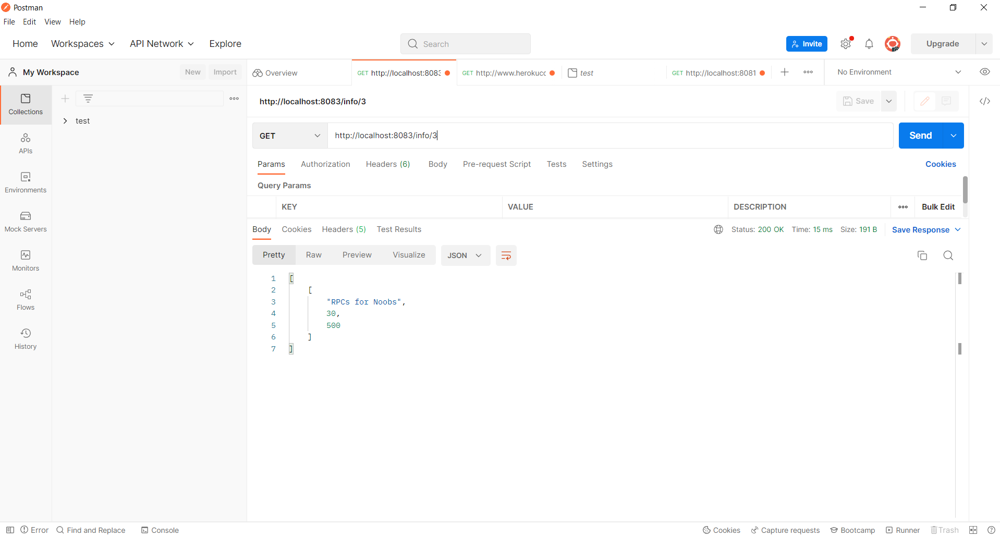 Postman
File Edit View Help
Home Workspaces API Network Explore Search Invite Upgrade
My Workspace New Import
Overview GET http://localhost:8083 GET http://www.herokucc test GET http://localhost:8081 No Environment
Collections
test
APIs
Environments
Mock Servers
Monitors
Flows
History
http://localhost:8083/info/3 Save
GET http://localhost:8083/info/3 Send
Params Authorization Headers (6) Body Pre-request Script Tests Settings Cookies
Query Params
KEY VALUE DESCRIPTION Bulk Edit
Body Cookies Headers (5) Test Results Status: 200 OK Time: 15 ms Size: 191 B Save Response
Pretty Raw Preview Visualize JSON
1 [
2 [
3 "RPCs for Noobs",
4 30,
5 500
6 ]
7 ]
Error Find and Replace Console Cookies Capture requests Bootcamp Runner Trash